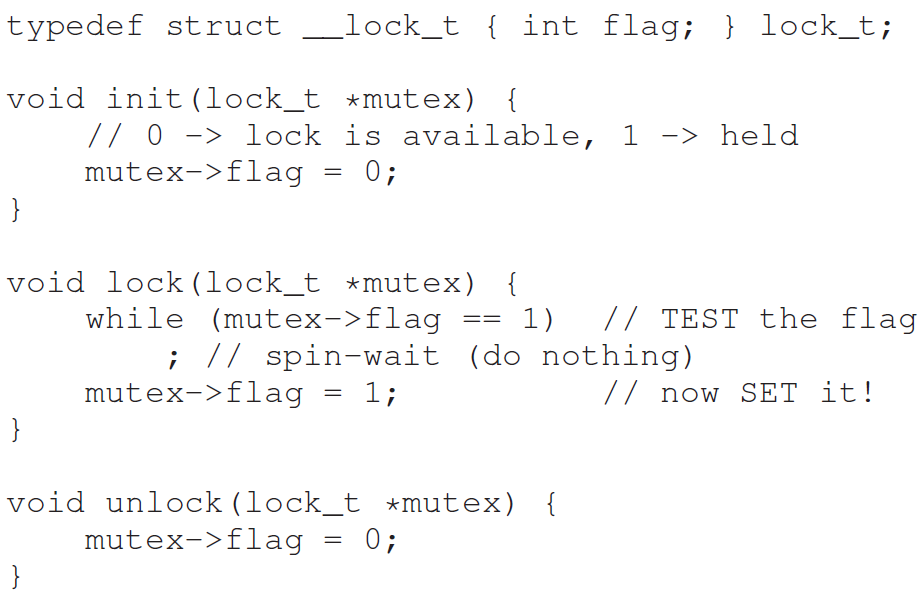 typedef struct __lock_t { int flag; } lock_t;
void init(lock_t *mutex) {
    // 0 -> lock is available, 1 -> held
    mutex->flag = 0;
}
void lock(lock_t *mutex) {
    while (mutex->flag == 1)  // TEST the flag
        ; // spin-wait (do nothing)
    mutex->flag = 1;          // now SET it!
}
void unlock(lock_t *mutex) {
    mutex->flag = 0;
}